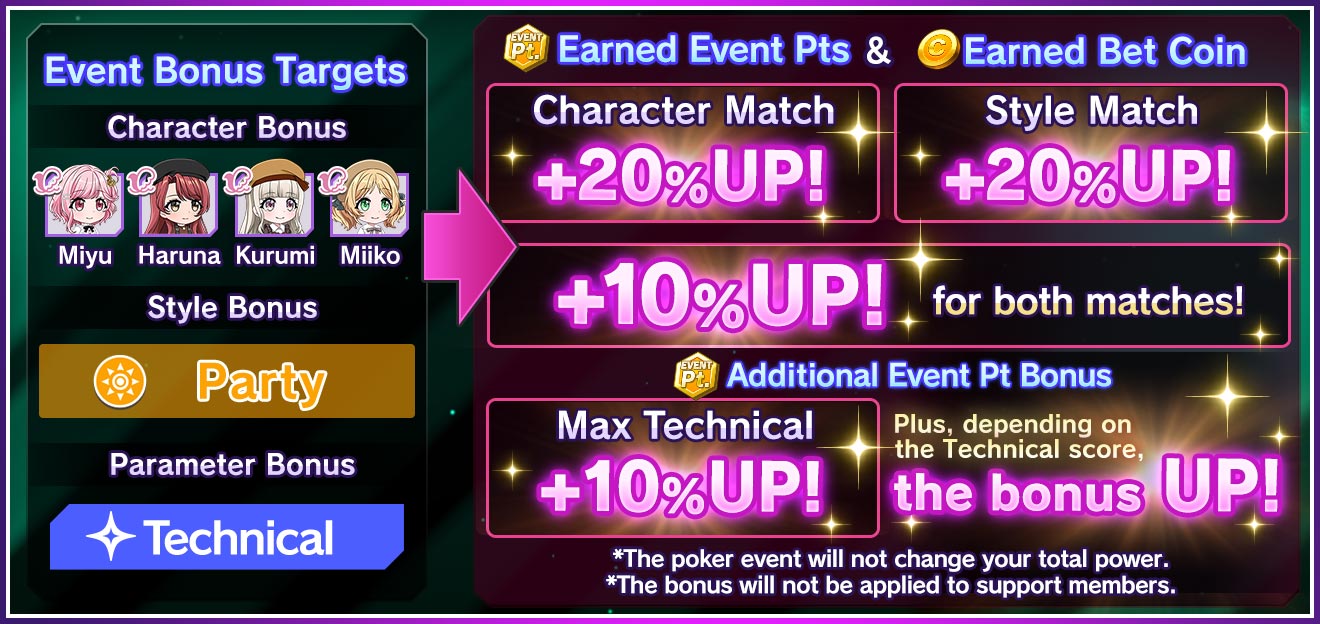 Event Bonus Targets
Character Bonus
Miyu Haruna Kurumi Miiko
Style Bonus
Party
Parameter Bonus
Technical
EVENT Pt. Earned Event Pts & C Earned Bet Coin
Character Match
+20%UP!
Style Match
+20%UP!
+10%UP! for both matches!
EVENT Pt. Additional Event Pt Bonus
Max Technical
+10%UP!
Plus, depending on
the Technical score,
the bonus UP!
*The poker event will not change your total power.
*The bonus will not be applied to support members.